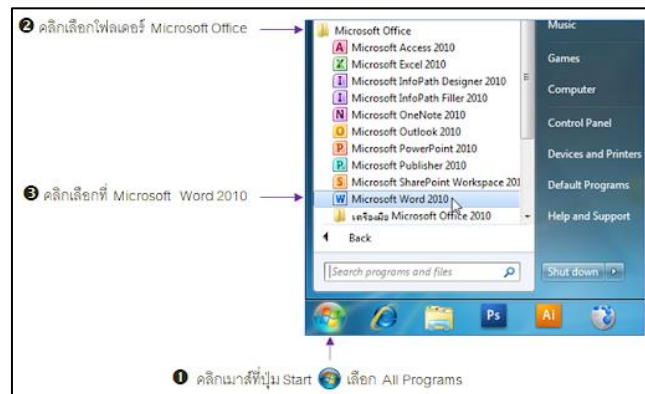 ❷ คลิกเลือกโฟลเดอร์ Microsoft Office
Microsoft Office
Microsoft Access 2010
Microsoft Excel 2010
Microsoft InfoPath Designer 2010
Microsoft InfoPath Filler 2010
Microsoft OneNote 2010
Microsoft Outlook 2010
Microsoft PowerPoint 2010
Microsoft Publisher 2010
Microsoft SharePoint Workspace 201
❸ คลิกเลือกที่ Microsoft Word 2010
Microsoft Word 2010
เครื่องมือ Microsoft Office 2010
Back
Search programs and files
Music
Games
Computer
Control Panel
Devices and Printers
Default Programs
Help and Support
Shut down
Ps
Ai
❶ คลิกเมาส์ที่ปุ่ม Start เลือก All Programs